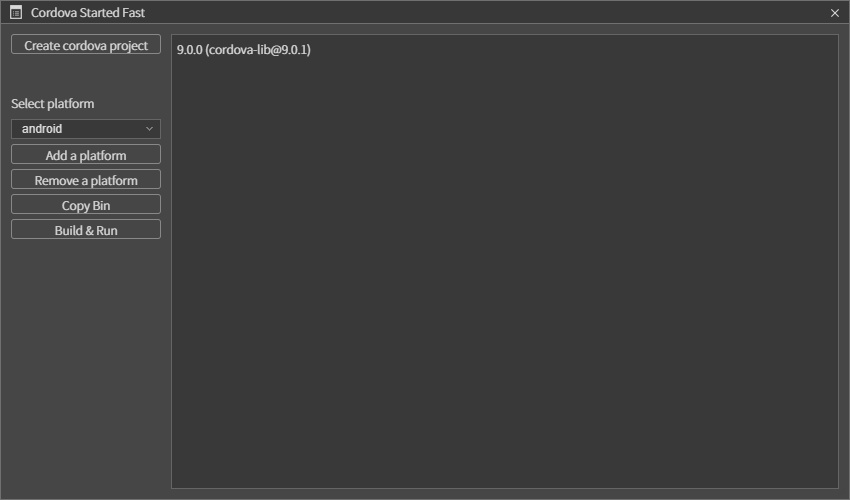 Cordova Started Fast
Create cordova project
9.0.0 (cordova-lib@9.0.1)
Select platform
android
Add a platform
Remove a platform
Copy Bin
Build & Run